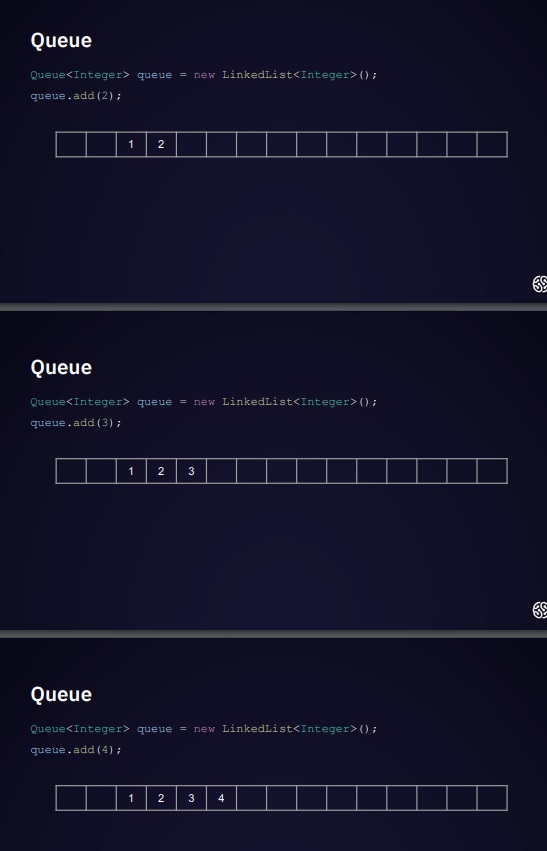 Queue
Queue<Integer> queue = new LinkedList<Integer>();
queue.add(2);
1 2
Queue
Queue<Integer> queue = new LinkedList<Integer>();
queue.add(3);
1 2 3
Queue
Queue<Integer> queue = new LinkedList<Integer>();
queue.add(4);
1 2 3 4